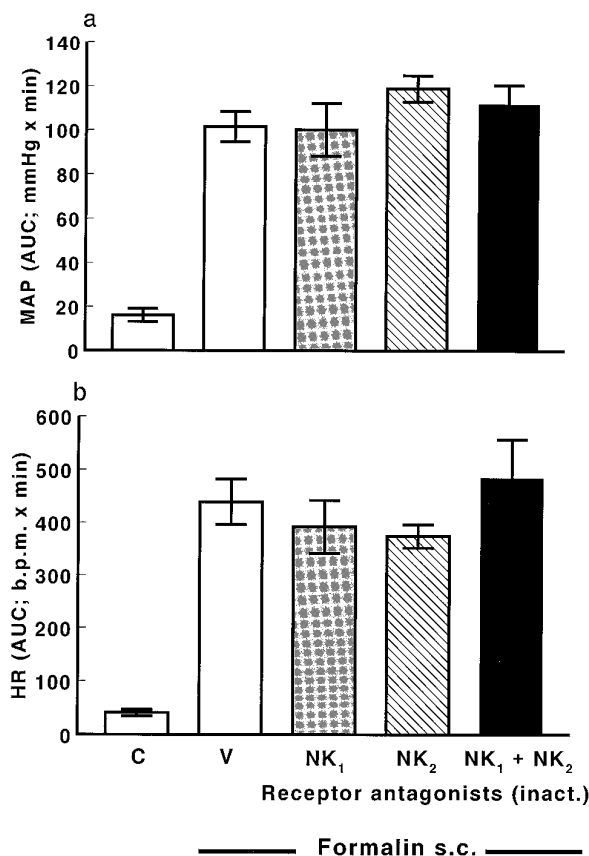 a
MAP (AUC; mmHg x min)
140
120
100
80
60
40
20
0
b
HR (AUC; b.p.m. x min)
600
500
400
300
200
100
0
C V NK₁ NK₂ NK₁ + NK₂
Receptor antagonists (inact.)
Formalin s.c.